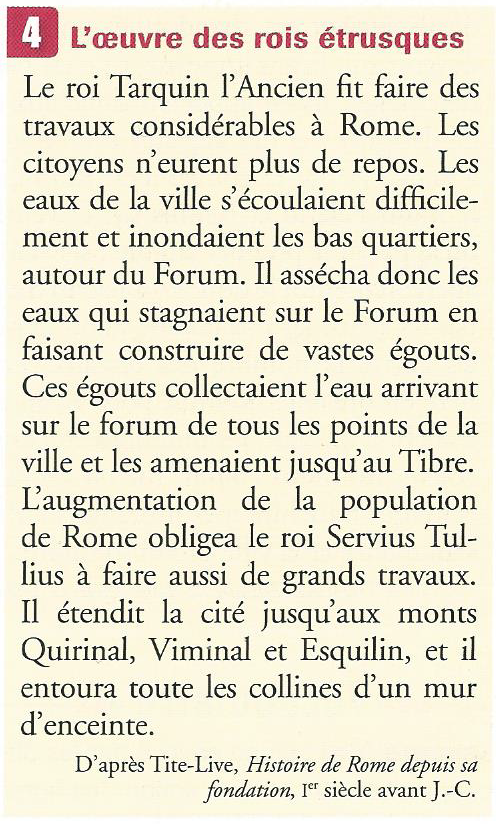 4 L'œuvre des rois étrusques
Le roi Tarquin l'Ancien fit faire des
travaux considérables à Rome. Les
citoyens n'eurent plus de repos. Les
eaux de la ville s'écoulaient difficile-
ment et inondaient les bas quartiers,
autour du Forum. Il assécha donc les
eaux qui stagnaient sur le Forum en
faisant construire de vastes égouts.
Ces égouts collectaient l'eau arrivant
sur le forum de tous les points de la
ville et les amenaient jusqu'au Tibre.
L'augmentation de la population
de Rome obligea le roi Servius Tul-
lius à faire aussi de grands travaux.
Il étendit la cité jusqu'aux monts
Quirinal, Viminal et Esquilin, et il
entoura toute les collines d'un mur
d'enceinte.
D'après Tite-Live, Histoire de Rome depuis sa
fondation, Ier siècle avant J.-C.